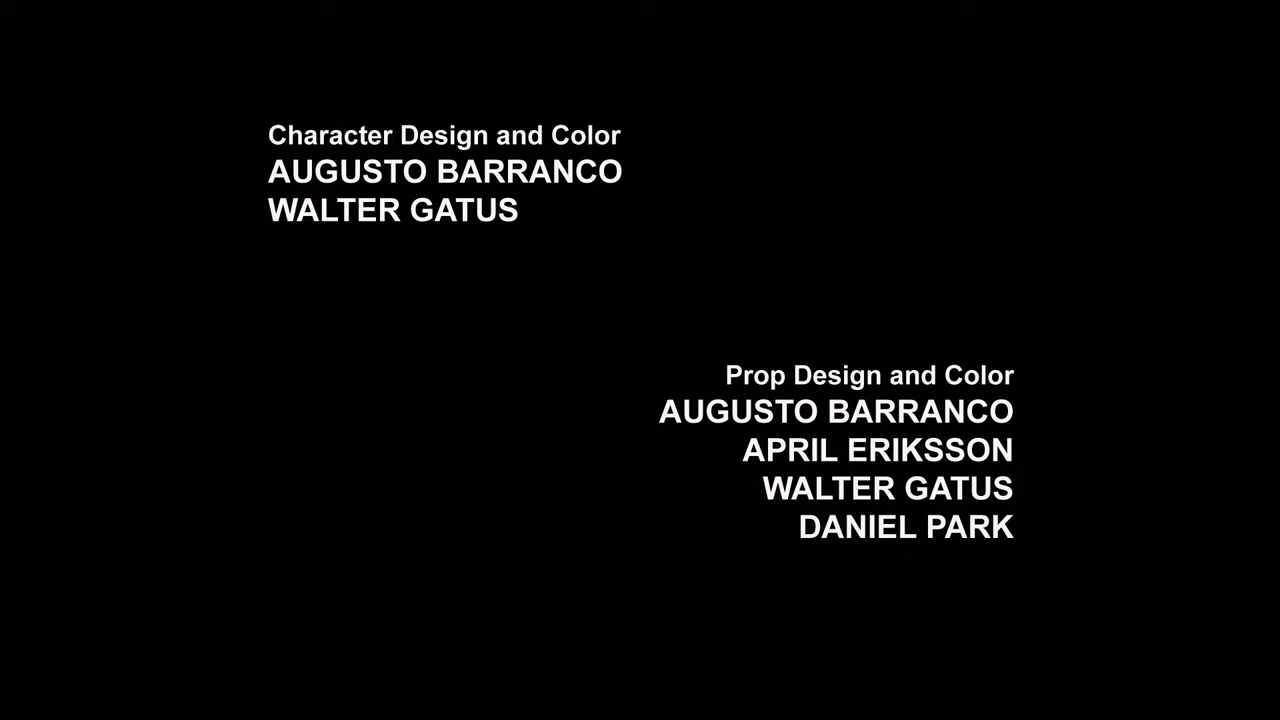 Character Design and Color
AUGUSTO BARRANCO
WALTER GATUS
Prop Design and Color
AUGUSTO BARRANCO
APRIL ERIKSSON
WALTER GATUS
DANIEL PARK